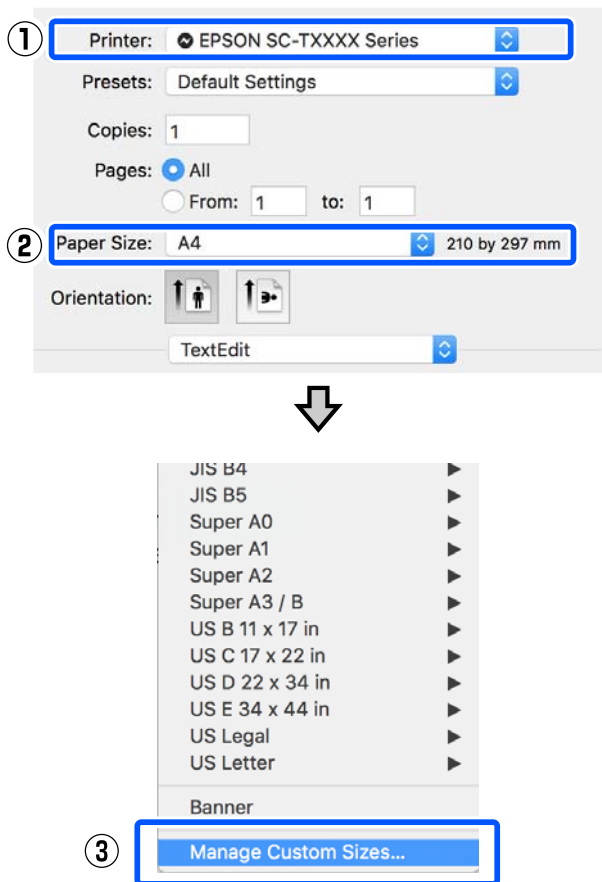 ① Printer: EPSON SC-TXXXX Series
Presets: Default Settings
Copies: 1
Pages: All
From: 1 to: 1
② Paper Size: A4 210 by 297 mm
Orientation:
TextEdit
JIS B4
JIS B5
Super A0
Super A1
Super A2
Super A3 / B
US B 11 x 17 in
US C 17 x 22 in
US D 22 x 34 in
US E 34 x 44 in
US Legal
US Letter
Banner
③ Manage Custom Sizes...